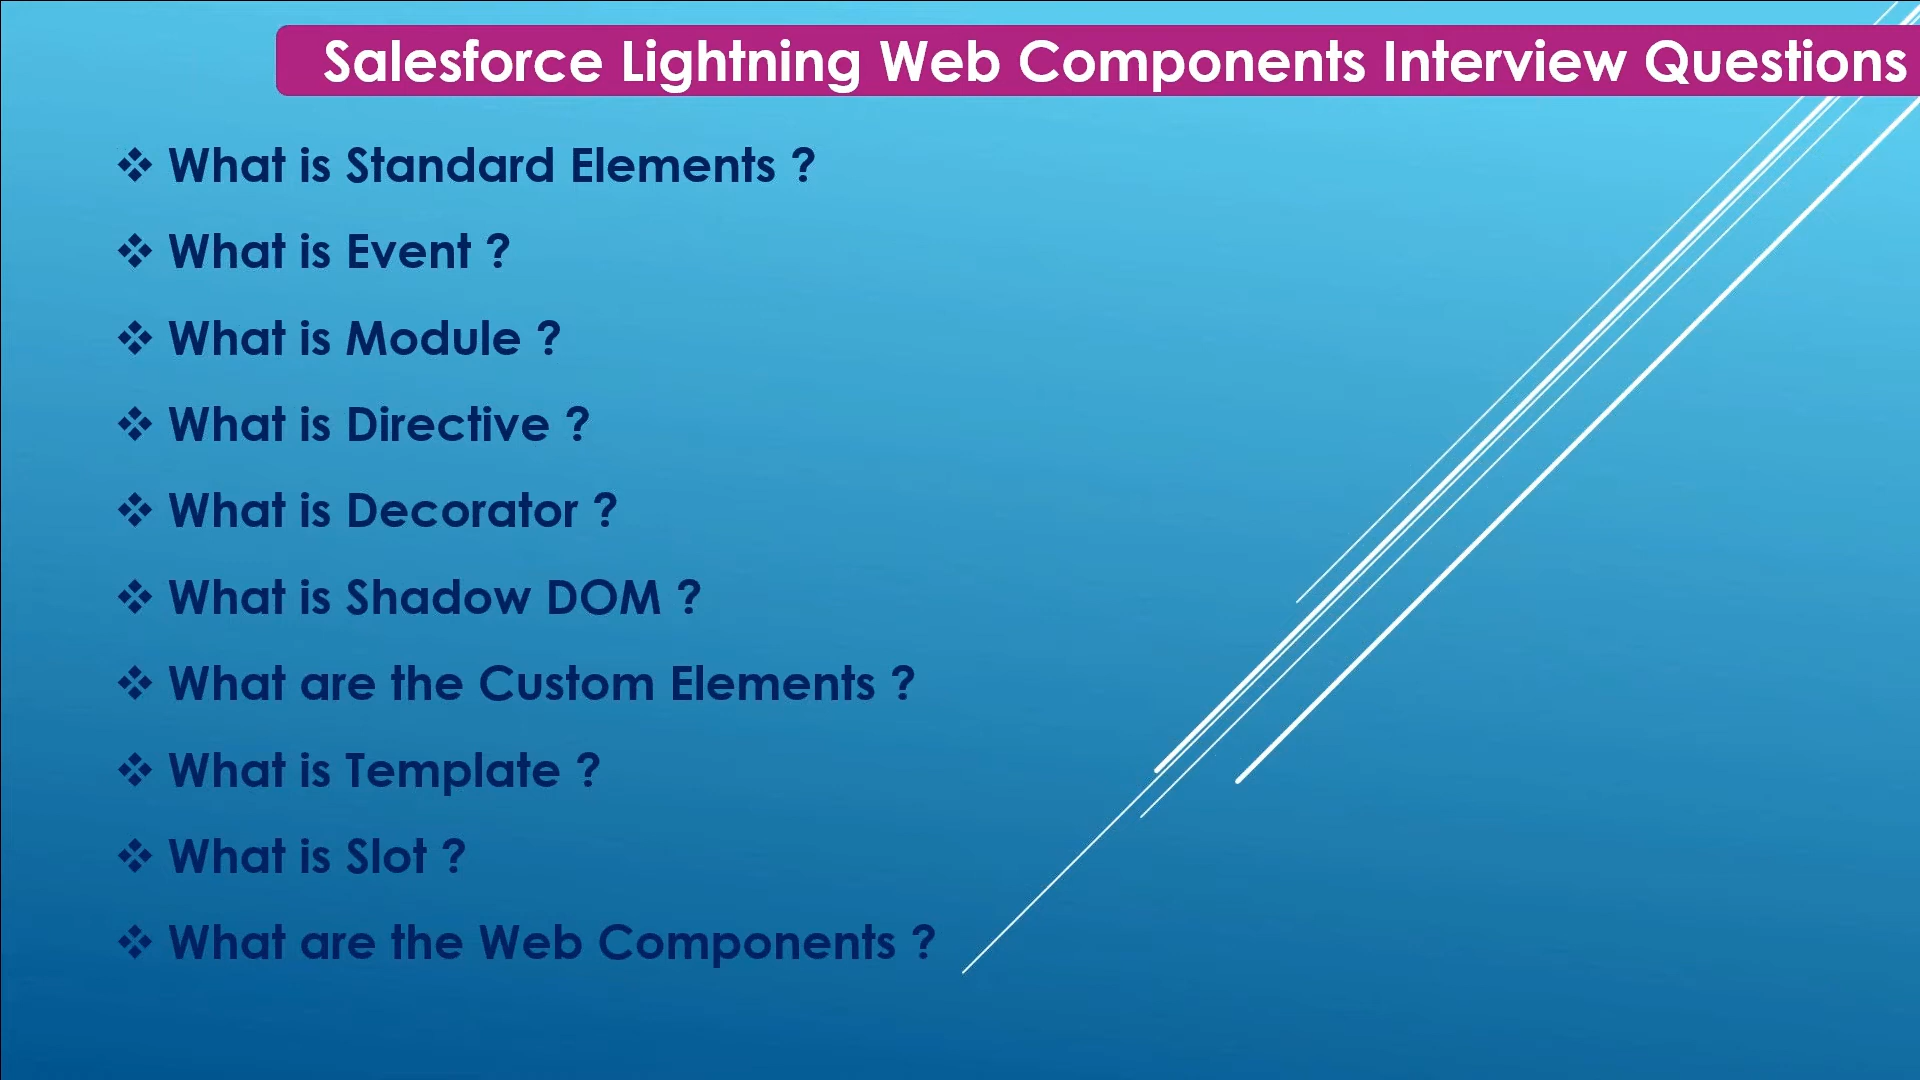 Salesforce Lightning Web Components Interview Questions
❖ What is Standard Elements ?
❖ What is Event ?
❖ What is Module ?
❖ What is Directive ?
❖ What is Decorator ?
❖ What is Shadow DOM ?
❖ What are the Custom Elements ?
❖ What is Template ?
❖ What is Slot ?
❖ What are the Web Components ?